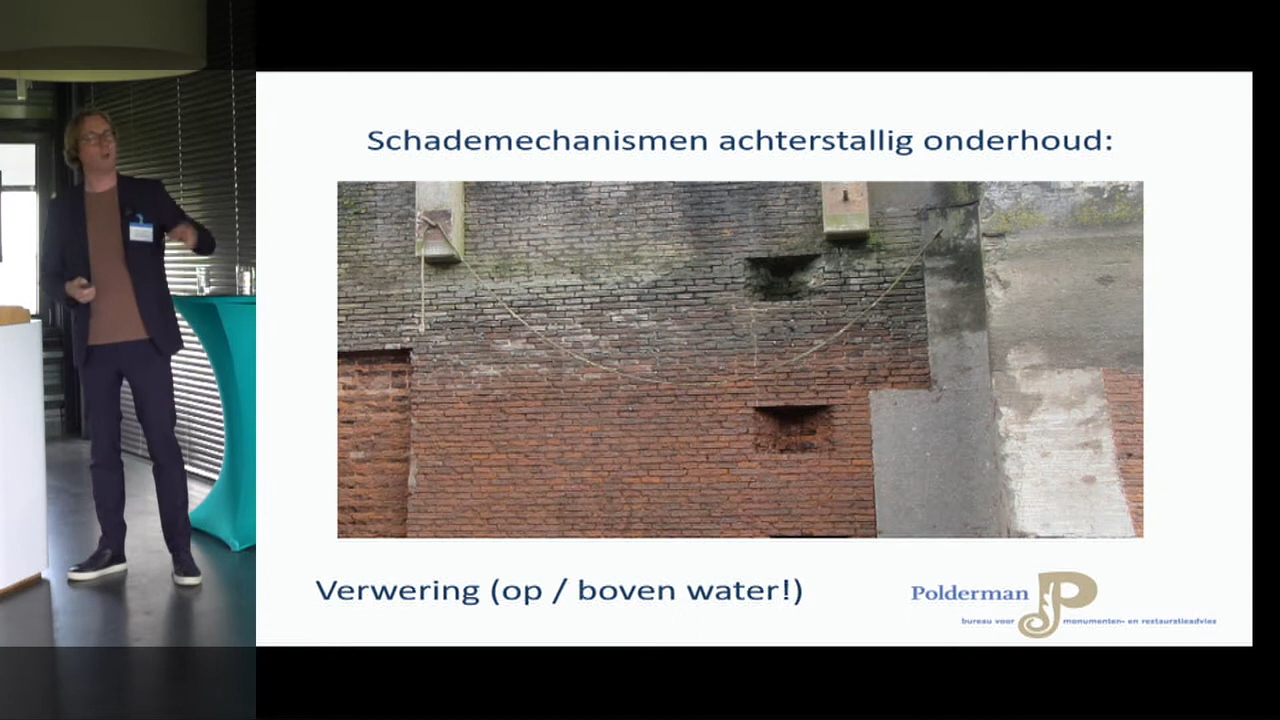 Schademechanismen achterstallig onderhoud:
Verwering (op / boven water!)
Polderman
bureau voor monumenten- en restauratieadvies